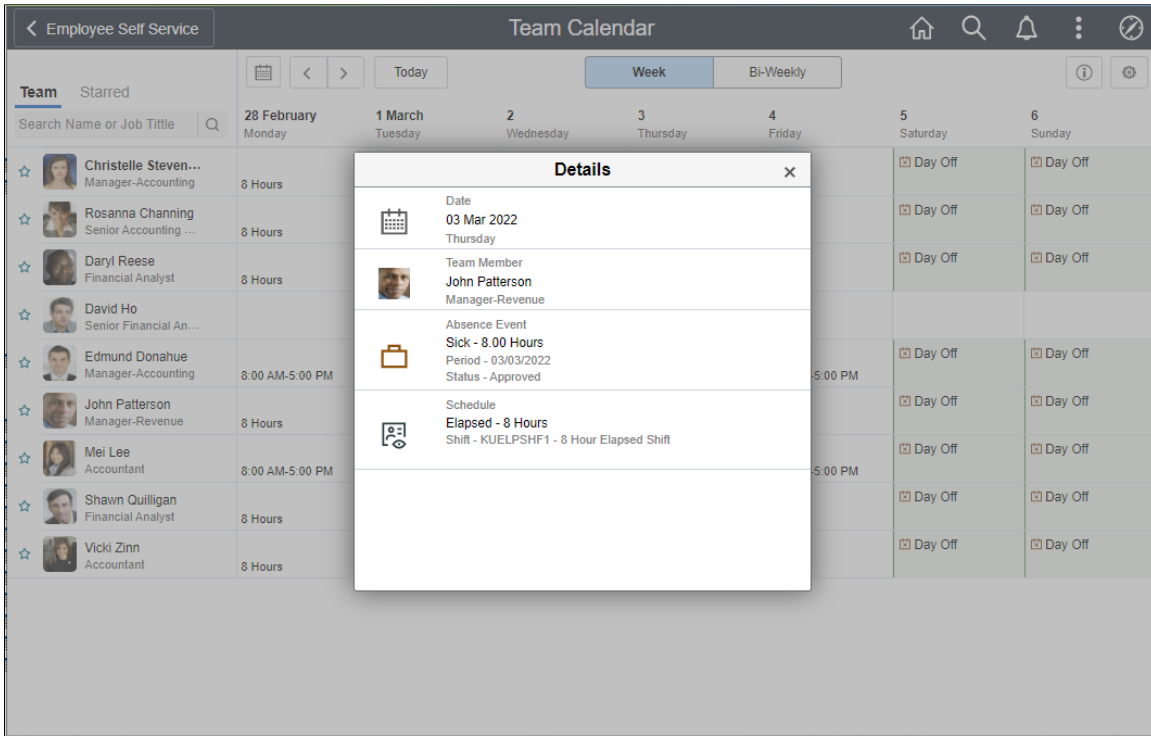 Employee Self Service
Team Calendar
Team Starred
Today
Week Bi-Weekly
Search Name or Job Tittle
28 February 1 March 2 3 4 5 6
Monday Tuesday Wednesday Thursday Friday Saturday Sunday
Christelle Steven...
Manager-Accounting
8 Hours
Day Off Day Off
Rosanna Channing
Senior Accounting ...
8 Hours
Day Off Day Off
Daryl Reese
Financial Analyst
8 Hours
Day Off Day Off
David Ho
Senior Financial An...
Edmund Donahue
Manager-Accounting
8:00 AM-5:00 PM
-5:00 PM
Day Off Day Off
John Patterson
Manager-Revenue
8 Hours
Day Off Day Off
Mei Lee
Accountant
8:00 AM-5:00 PM
-5:00 PM
Day Off Day Off
Shawn Quilligan
Financial Analyst
8 Hours
Day Off Day Off
Vicki Zinn
Accountant
8 Hours
Day Off Day Off
Details
Date
03 Mar 2022
Thursday
Team Member
John Patterson
Manager-Revenue
Absence Event
Sick - 8.00 Hours
Period - 03/03/2022
Status - Approved
Schedule
Elapsed - 8 Hours
Shift - KUELPSHF1 - 8 Hour Elapsed Shift